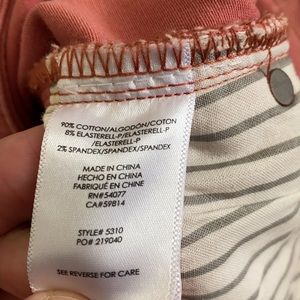 90% COTTON/ALGODÓN/COTON
8% ELASTERELL-P/ELASTERELL-P
/ELASTERELL-P
2% SPANDEX/SPANDEX/SPANDEX
MADE IN CHINA
HECHO EN CHINA
FABRIQUÉ EN CHINE
RN#54077
CA#59814
STYLE# 5310
PO# 219040
SEE REVERSE FOR CARE